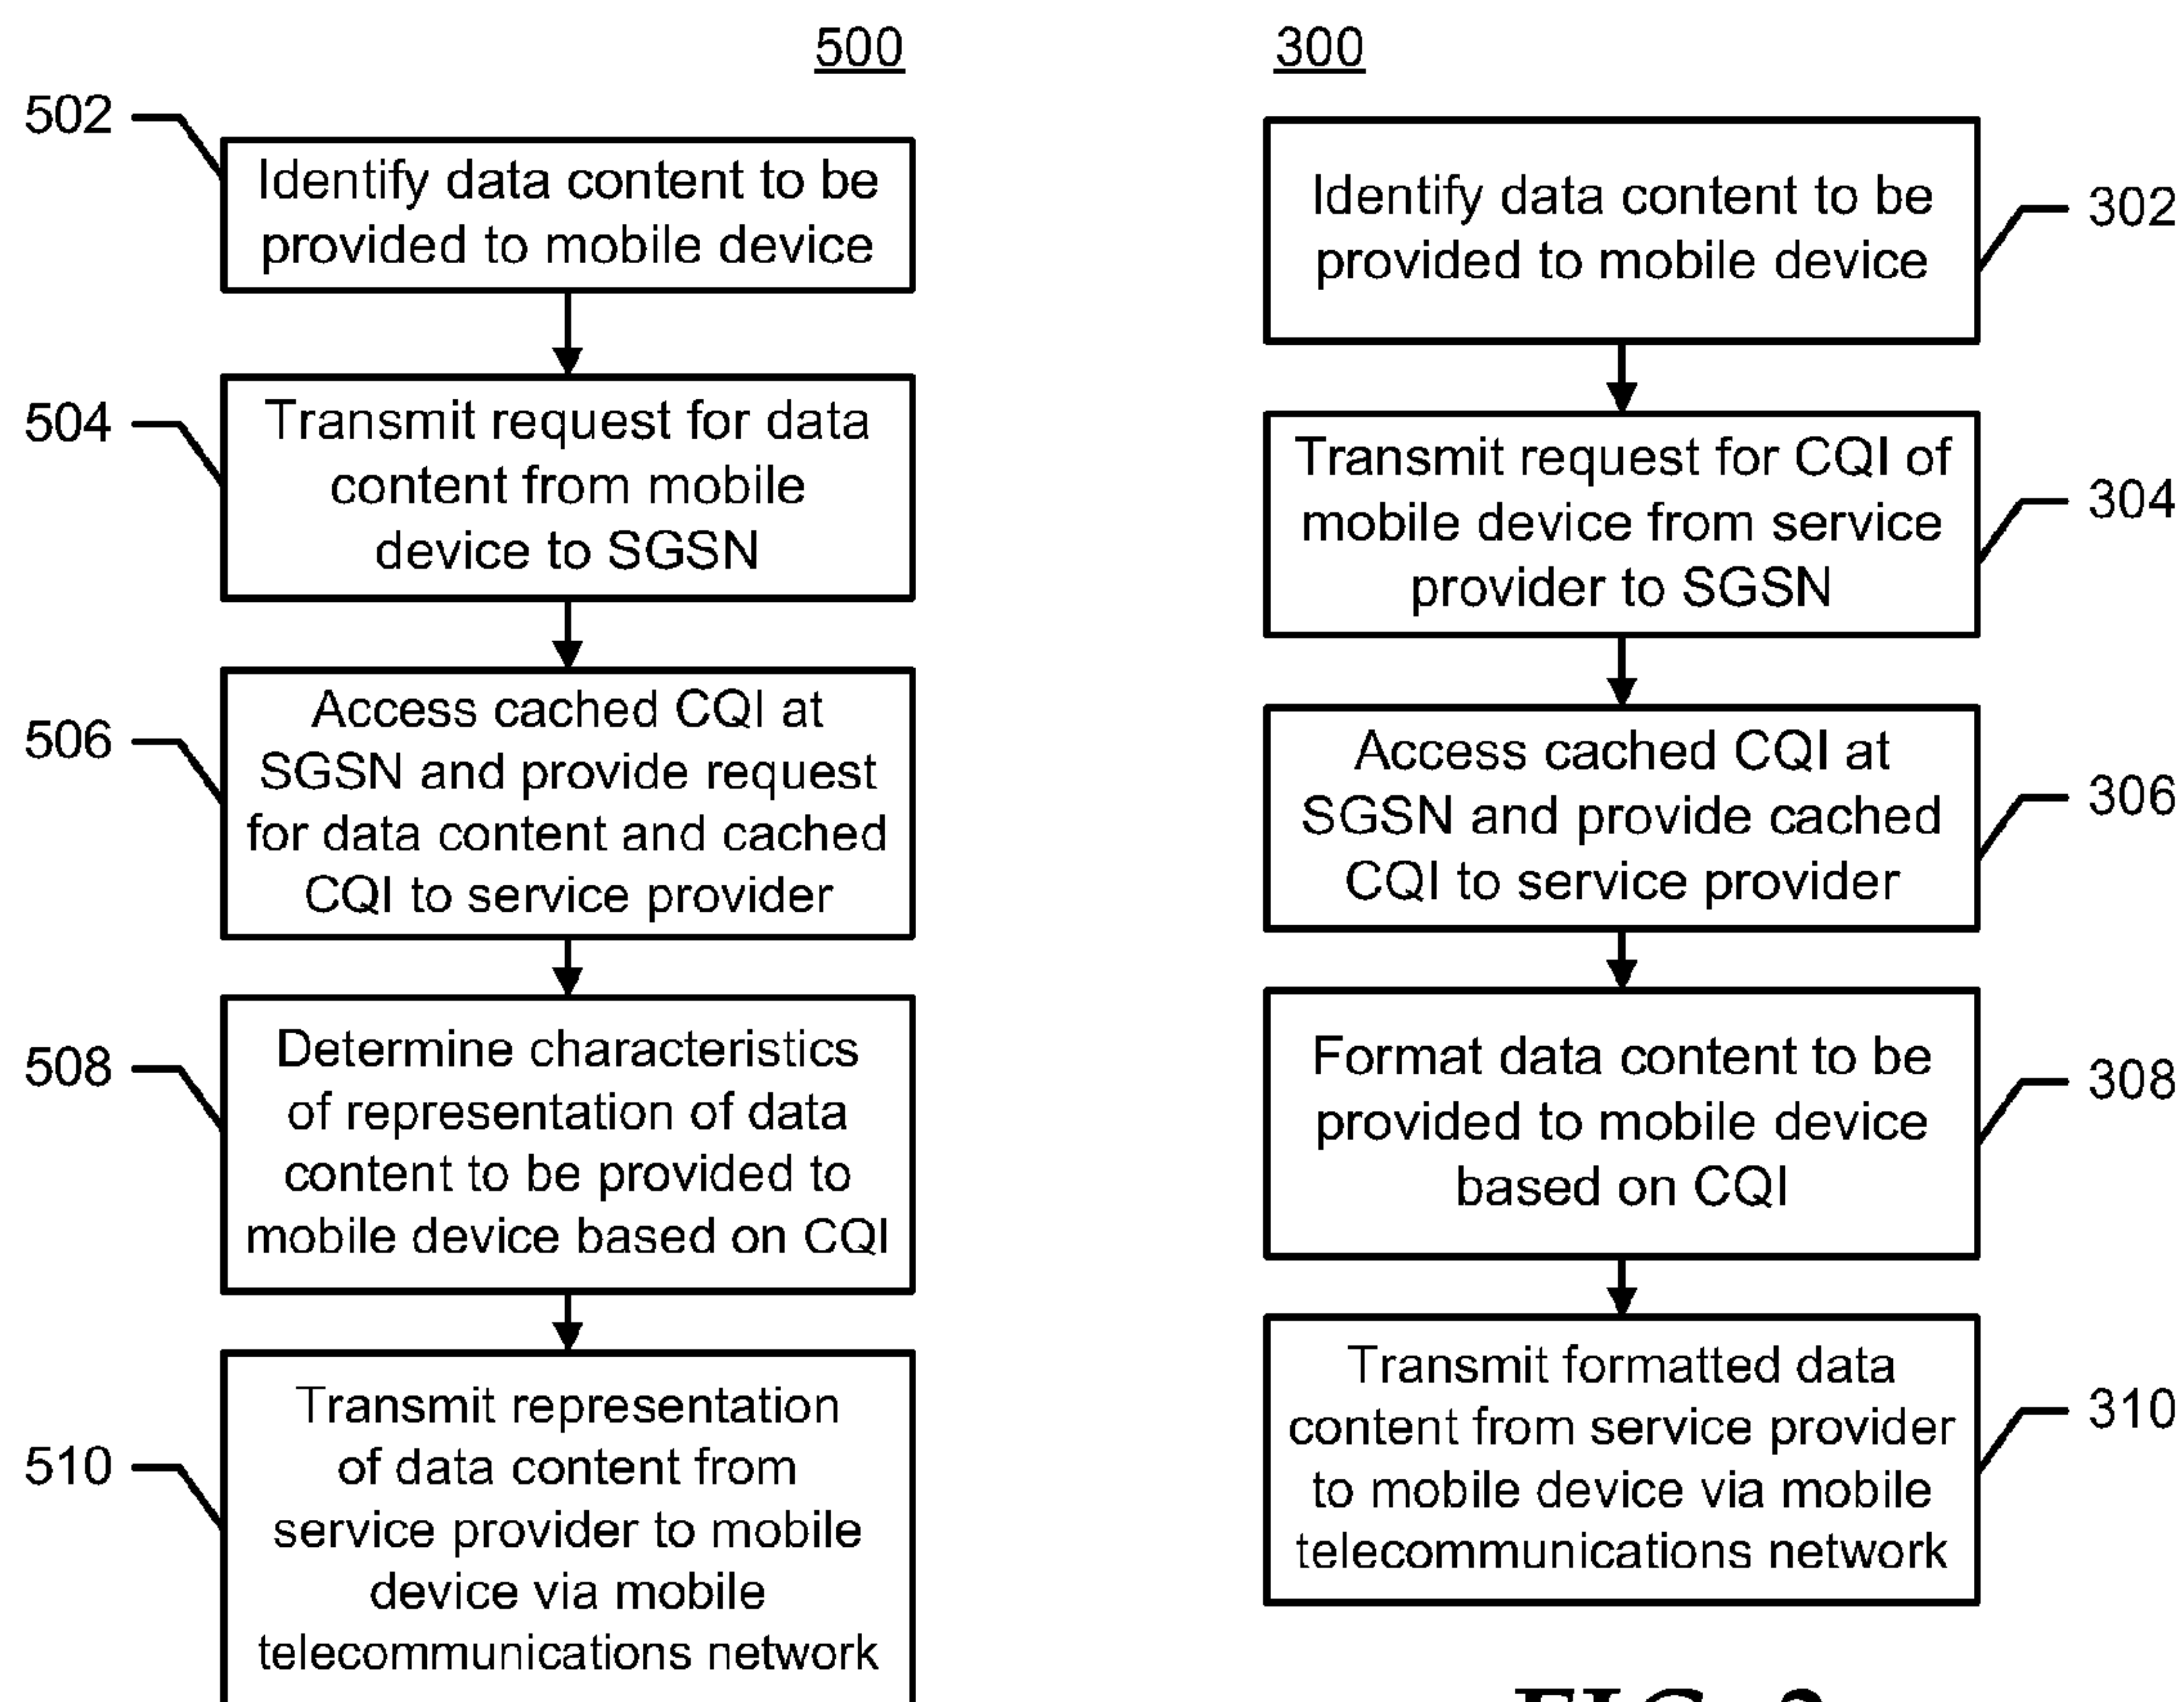 500
502
Identify data content to be
provided to mobile device
504
Transmit request for data
content from mobile
device to SGSN
506
Access cached CQI at
SGSN and provide request
for data content and cached
CQI to service provider
508
Determine characteristics
of representation of data
content to be provided to
mobile device based on CQI
510
Transmit representation
of data content from
service provider to mobile
device via mobile
telecommunications network
300
Identify data content to be
provided to mobile device
302
Transmit request for CQI of
mobile device from service
provider to SGSN
304
Access cached CQI at
SGSN and provide cached
CQI to service provider
306
Format data content to be
provided to mobile device
based on CQI
308
Transmit formatted data
content from service provider
to mobile device via mobile
telecommunications network
310